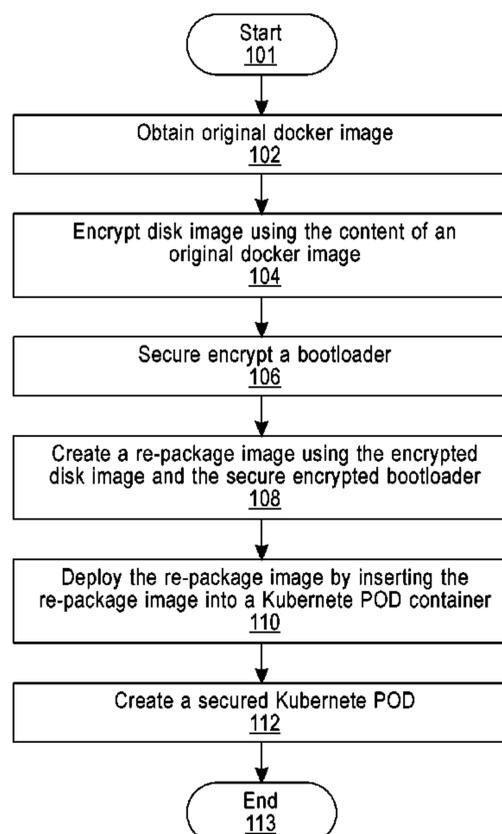 Start
101
Obtain original docker image
102
Encrypt disk image using the content of an
original docker image
104
Secure encrypt a bootloader
106
Create a re-package image using the encrypted
disk image and the secure encrypted bootloader
108
Deploy the re-package image by inserting the
re-package image into a Kubernete POD container
110
Create a secured Kubernete POD
112
End
113